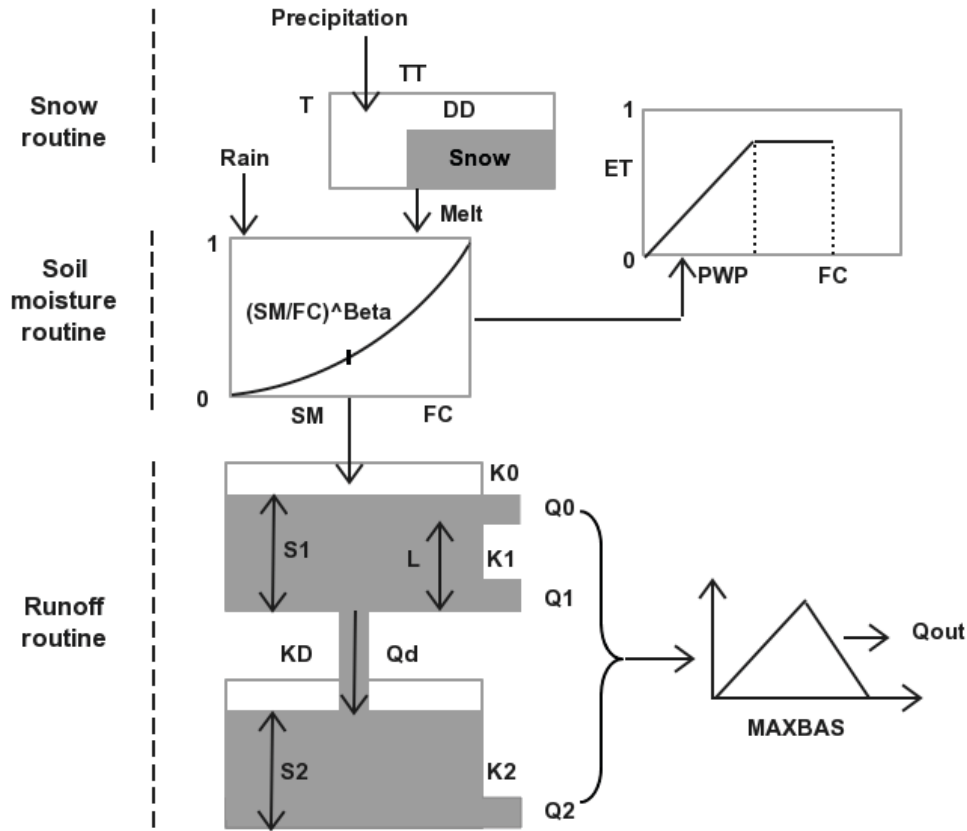 Precipitation
TT
T
DD
Snow
routine
Snow
Rain
Melt
1
ET
0
PWP
FC
Soil
moisture
routine
1
(SM/FC)^Beta
0
SM
FC
K0
Q0
S1
L
K1
Q1
Runoff
routine
KD
Qd
Qout
MAXBAS
S2
K2
Q2